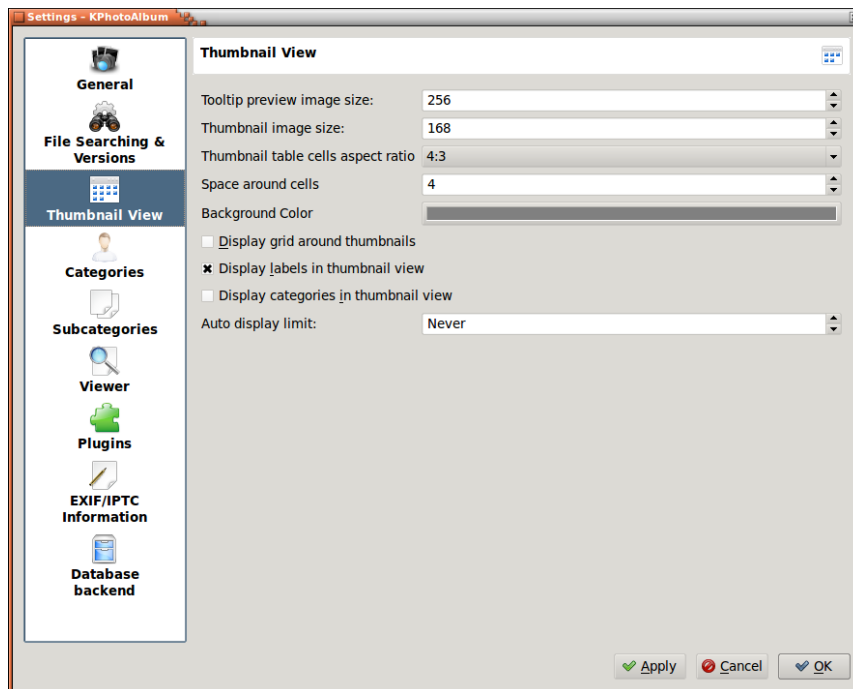 Settings - KPhotoAlbum
General
File Searching &
Versions
Thumbnail View
Categories
Subcategories
Viewer
Plugins
EXIF/IPTC
Information
Database
backend
Thumbnail View
Tooltip preview image size: 256
Thumbnail image size: 168
Thumbnail table cells aspect ratio 4:3
Space around cells 4
Background Color
Display grid around thumbnails
Display labels in thumbnail view
Display categories in thumbnail view
Auto display limit: Never
Apply Cancel OK